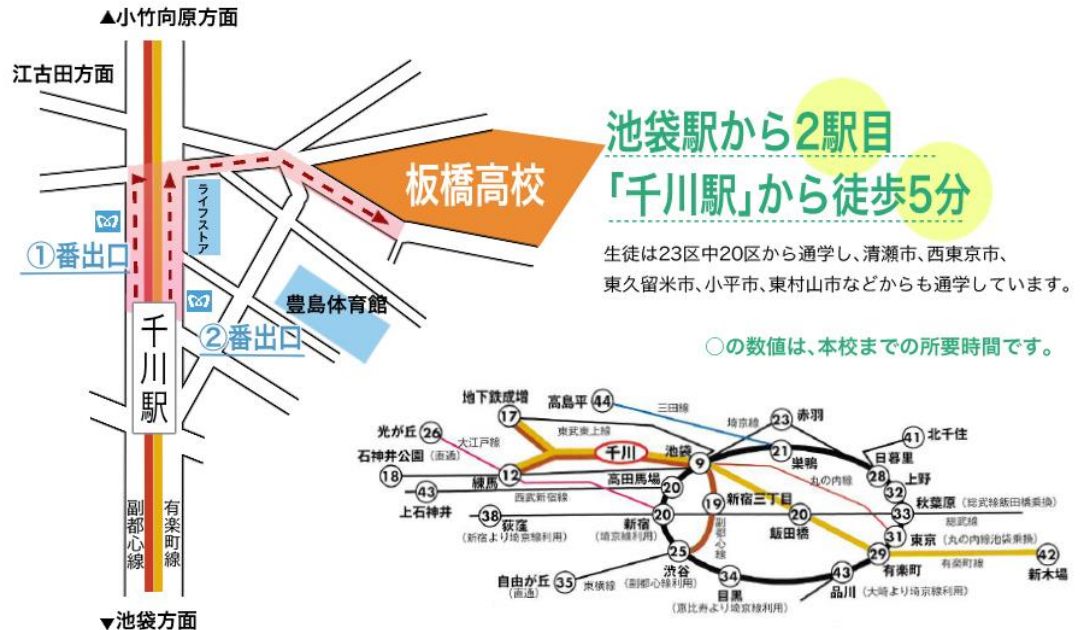 ▲小竹向原方面
江古田方面
ライフストア
①番出口
②番出口
千川駅
豊島体育館
板橋高校
副都心線
有楽町線
▼池袋方面
池袋駅から2駅目
「千川駅」から徒歩5分
生徒は23区中20区から通学し、清瀬市、西東京市、
東久留米市、小平市、東村山市などからも通学しています。
○の数値は、本校までの所要時間です。
地下鉄成増
17
高島平 44
三田線
東武東上線
埼京線
23 赤羽
光が丘 26
(直通)
大江戸線
石神井公園
18
練馬
12
千川
池袋
9
21
巣鴨
丸の内線
41 北千住
日暮里
28
上野
32
43
上石神井
西武新宿線
高田馬場
20
19 新宿三丁目
副都心線
20
飯田橋
秋葉原 (総武線飯田橋乗換)
33
総武線
38
荻窪
(新宿より埼京線利用)
20
新宿
(埼京線利用)
31
東京 (丸の内線池袋乗換)
29
有楽町
有楽町線
42
新木場
25
渋谷
(副都心線利用)
自由が丘 35
(直通)
東横線
34
目黒
(恵比寿より埼京線利用)
43
品川 (大崎より埼京線利用)